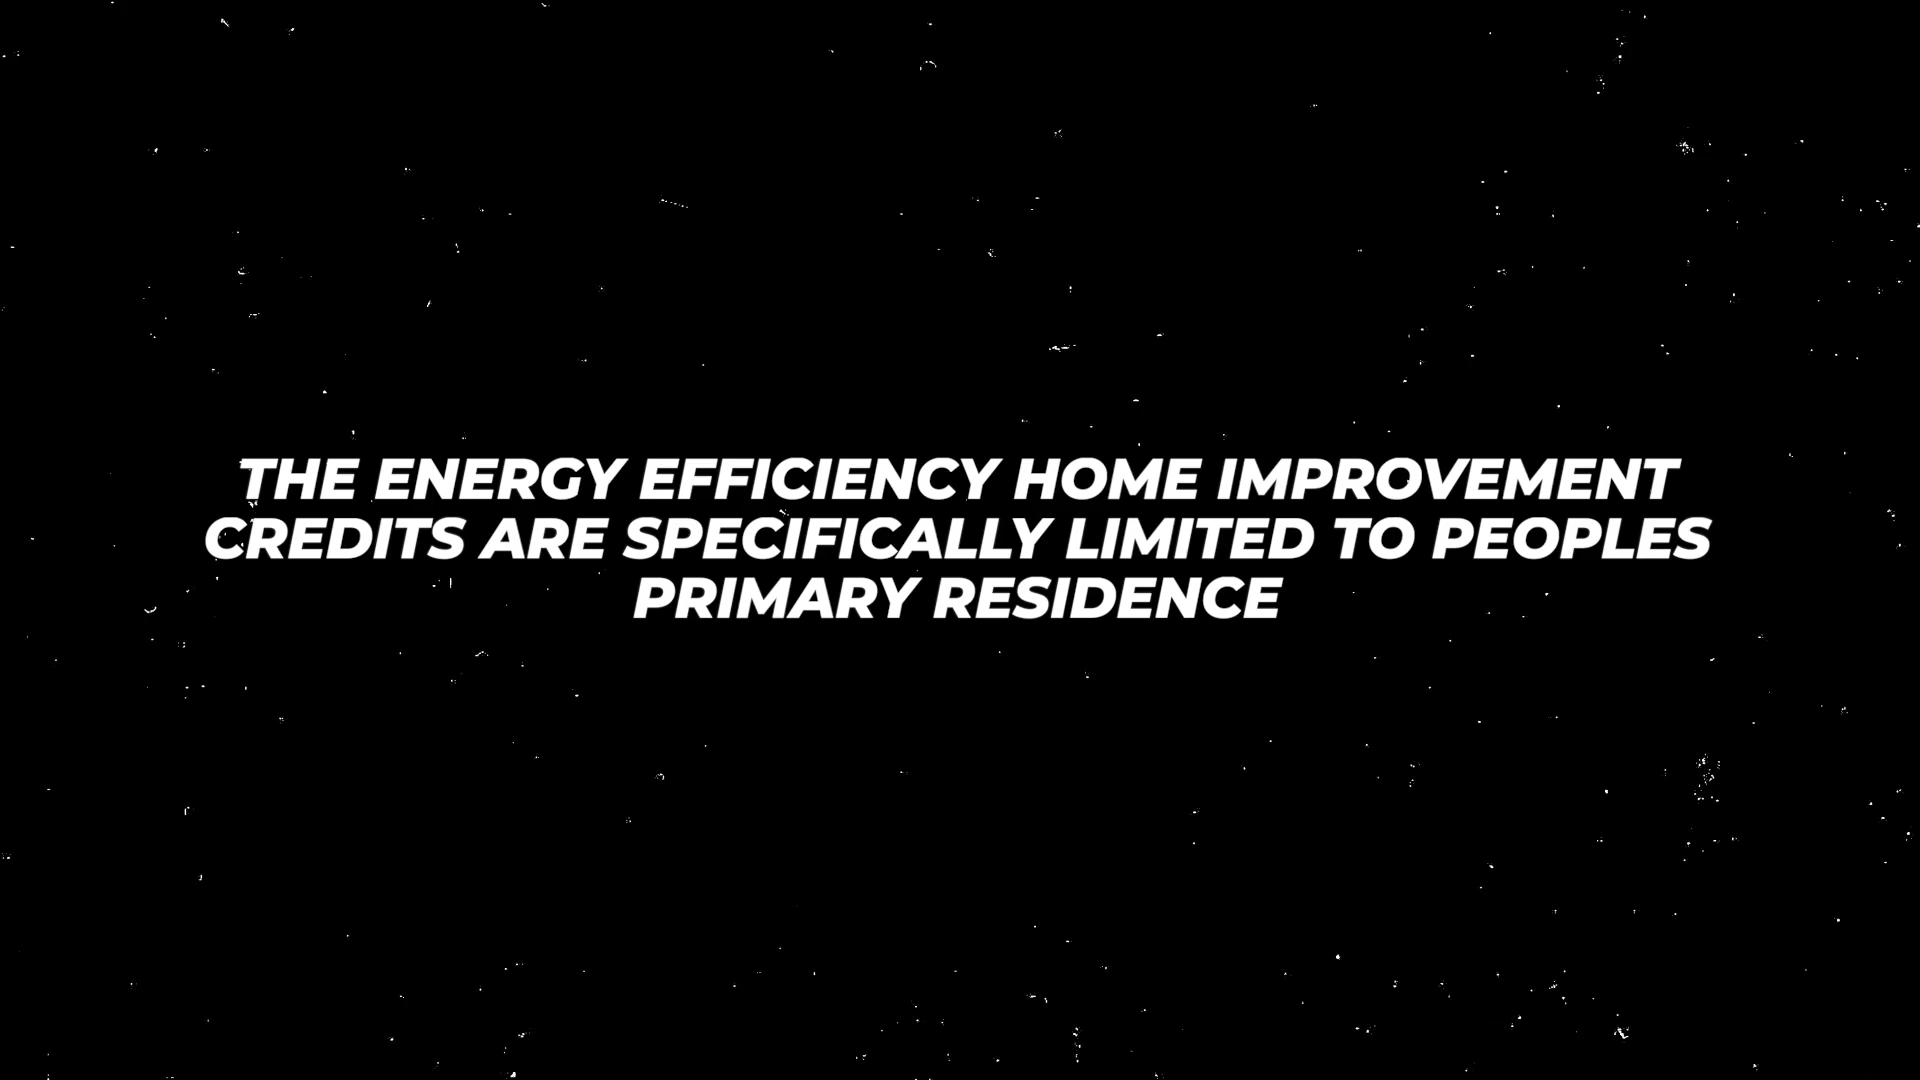 THE ENERGY EFFICIENCY HOME IMPROVEMENT
CREDITS ARE SPECIFICALLY LIMITED TO PEOPLES
PRIMARY RESIDENCE